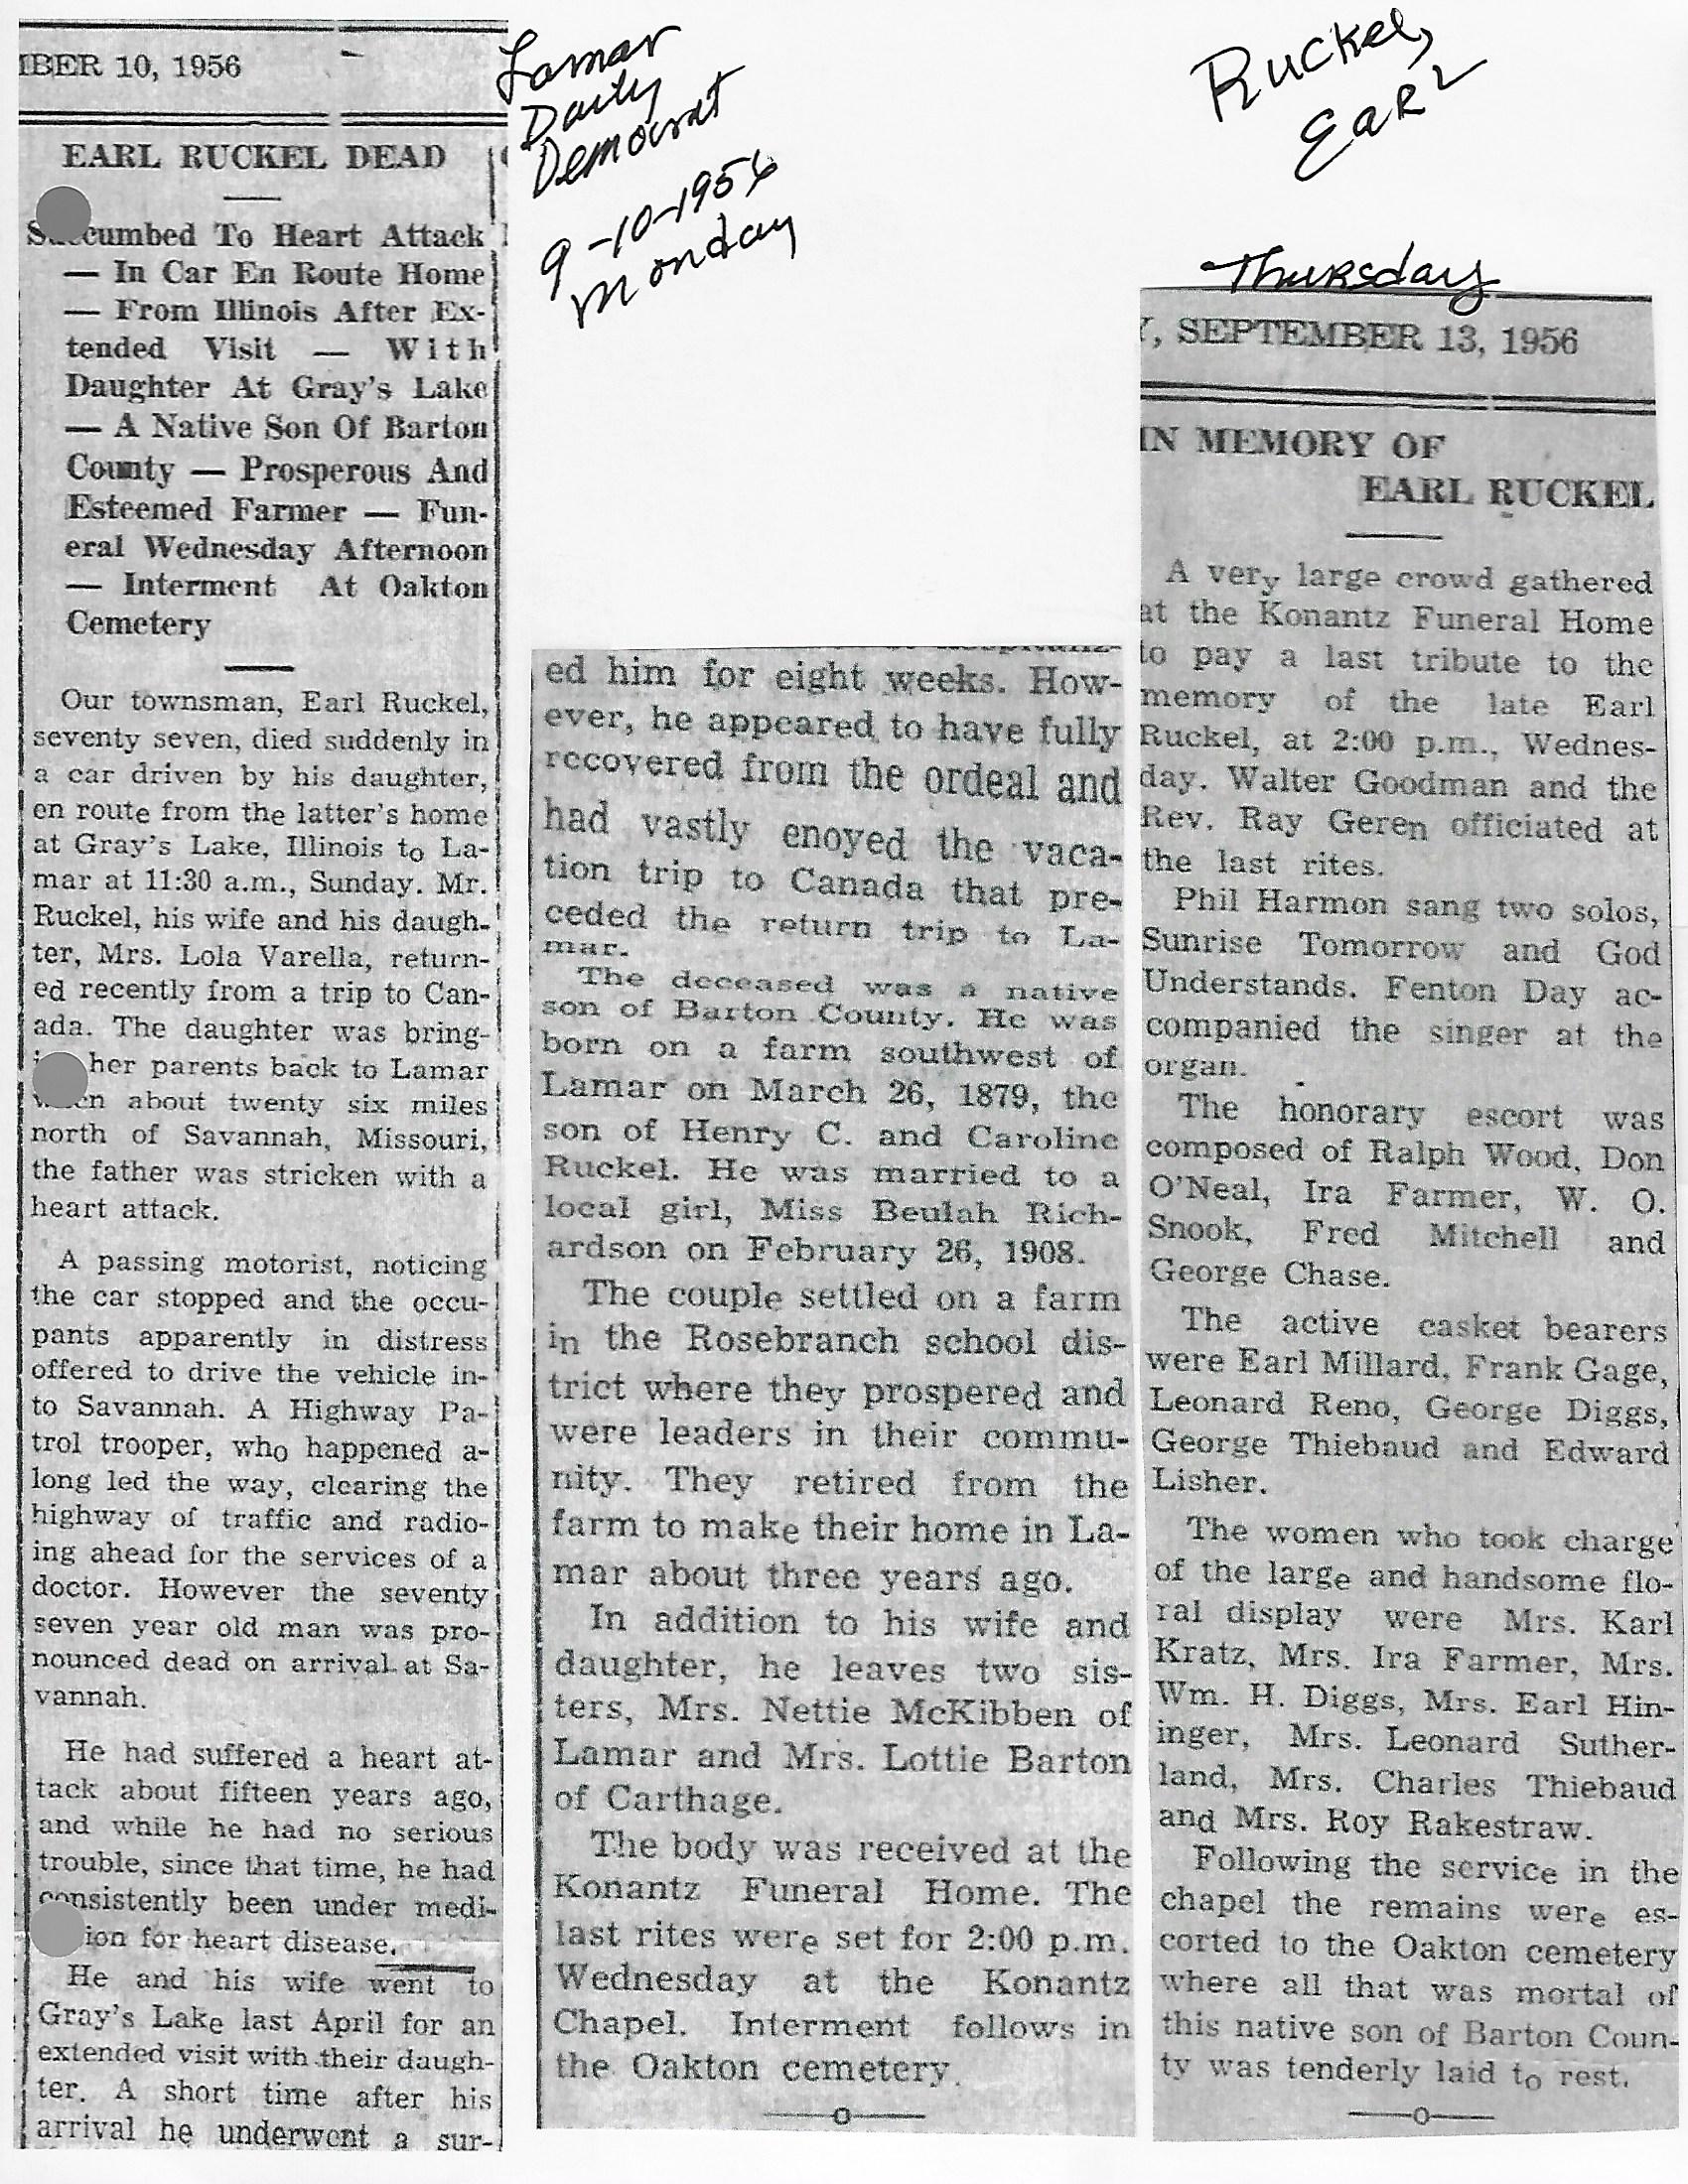 Lamar
Daily
Democrat
9-10-1956
Monday
Ruckel,
Earl
IBER 10, 1956
EARL RUCKEL DEAD
Succumbed To Heart Attack
— In Car En Route Home
— From Illinois After Ex-
tended Visit — With
Daughter At Gray's Lake
— A Native Son Of Barton
County — Prosperous And
Esteemed Farmer — Fun-
eral Wednesday Afternoon
— Interment At Oakton
Cemetery
Our townsman, Earl Ruckel,
seventy seven, died suddenly in
a car driven by his daughter,
en route from the latter's home
at Gray's Lake, Illinois to La-
mar at 11:30 a.m., Sunday. Mr.
Ruckel, his wife and his daugh-
ter, Mrs. Lola Varella, return-
ed recently from a trip to Can-
ada. The daughter was bring-
her parents back to Lamar
when about twenty six miles
north of Savannah, Missouri,
the father was stricken with a
heart attack.
A passing motorist, noticing
the car stopped and the occu-
pants apparently in distress
offered to drive the vehicle in-
to Savannah. A Highway Pa-
trol trooper, who happened a-
long led the way, clearing the
highway of traffic and radio-
ing ahead for the services of a
doctor. However the seventy
seven year old man was pro-
nounced dead on arrival at Sa-
vannah.
He had suffered a heart at-
tack about fifteen years ago,
and while he had no serious
trouble, since that time, he had
consistently been under medi-
ion for heart disease.
He and his wife went to
Gray's Lake last April for an
extended visit with their daugh-
ter. A short time after his
arrival he underwent a sur-
ed him for eight weeks. How-
ever, he appeared to have fully
recovered from the ordeal and
had vastly enoyed the vaca-
tion trip to Canada that pre-
ceded the return trip to La-
mar.
The deceased was a native
son of Barton County. He was
born on a farm southwest of
Lamar on March 26, 1879, the
son of Henry C. and Caroline
Ruckel. He was married to a
local girl, Miss Beulah Rich-
ardson on February 26, 1908.
The couple settled on a farm
in the Rosebranch school dis-
trict where they prospered and
were leaders in their commu-
nity. They retired from the
farm to make their home in La-
mar about three years ago.
In addition to his wife and
daughter, he leaves two sis-
ters, Mrs. Nettie McKibben of
Lamar and Mrs. Lottie Barton
of Carthage.
The body was received at the
Konantz Funeral Home. The
last rites were set for 2:00 p.m.
Wednesday at the Konantz
Chapel. Interment follows in
the Oakton cemetery.
Thursday
Y, SEPTEMBER 13, 1956
IN MEMORY OF
EARL RUCKEL
A very large crowd gathered
at the Konantz Funeral Home
to pay a last tribute to the
memory of the late Earl
Ruckel, at 2:00 p.m., Wednes-
day. Walter Goodman and the
Rev. Ray Geren officiated at
the last rites.
Phil Harmon sang two solos,
Sunrise Tomorrow and God
Understands. Fenton Day ac-
companied the singer at the
organ.
The honorary escort was
composed of Ralph Wood, Don
O'Neal, Ira Farmer, W. O.
Snook, Fred Mitchell and
George Chase.
The active casket bearers
were Earl Millard, Frank Gage,
Leonard Reno, George Diggs,
George Thiebaud and Edward
Lisher.
The women who took charge
of the large and handsome flo-
ral display were Mrs. Karl
Kratz, Mrs. Ira Farmer, Mrs.
Wm. H. Diggs, Mrs. Earl Hin-
inger, Mrs. Leonard Suther-
land, Mrs. Charles Thiebaud
and Mrs. Roy Rakestraw.
Following the service in the
chapel the remains were es-
corted to the Oakton cemetery
where all that was mortal of
this native son of Barton Coun-
ty was tenderly laid to rest.